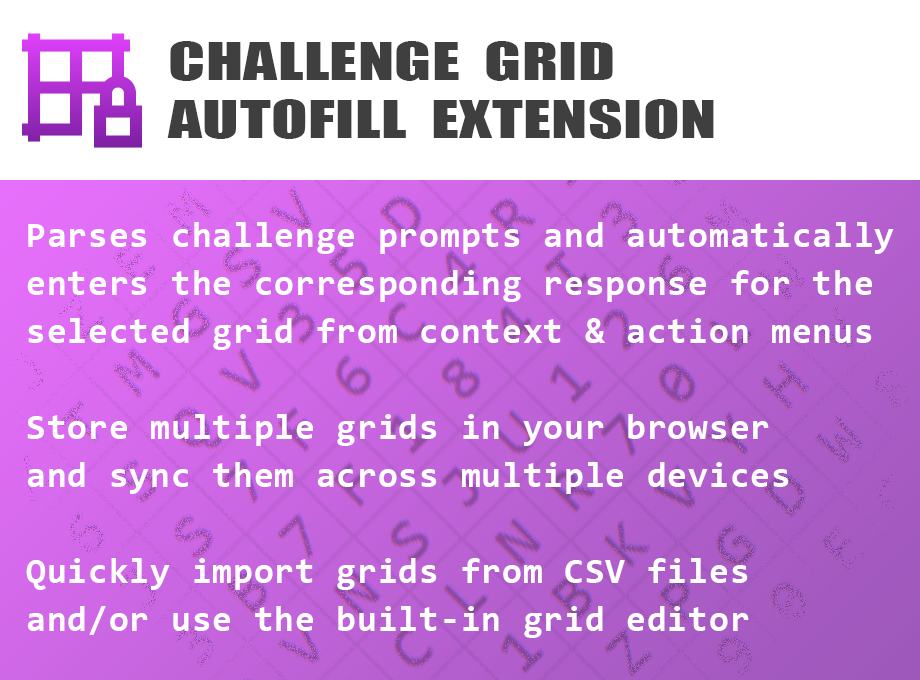 CHALLENGE GRID
AUTOFILL EXTENSION
Parses challenge prompts and automatically
enters the corresponding response for the
selected grid from context & action menus
Store multiple grids in your browser
and sync them across multiple devices
Quickly import grids from CSV files
and/or use the built-in grid editor